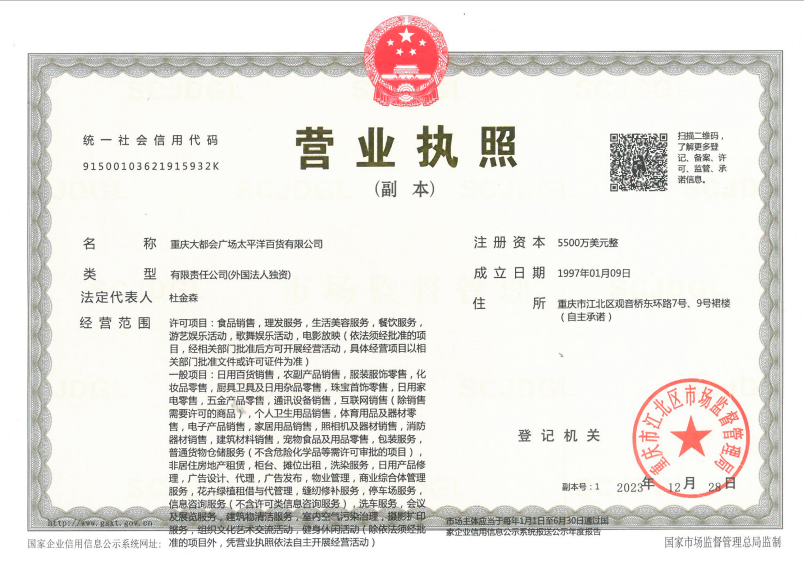 统一社会信用代码
91500103621915932K
营业执照
(副 本)
扫描二维码，
了解更多登
记、备案、许
可、监管、承
诺信息。
名 称 重庆大都会广场太平洋百货有限公司
类 型 有限责任公司(外国法人独资)
法定代表人 杜金森
经营范围 许可项目：食品销售，理发服务，生活美容服务，餐饮服务，
游艺娱乐活动，歌舞娱乐活动，电影放映（依法须经批准的项
目，经相关部门批准后方可开展经营活动，具体经营项目以相
关部门批准文件或许可证件为准）
一般项目：日用百货销售，农副产品销售，服装服饰零售，化
妆品零售，厨具卫具及日用杂品零售，珠宝首饰零售，日用家
电零售，五金产品零售，通讯设备销售，互联网销售（除销售
需要许可的商品），个人卫生用品销售，体育用品及器材零
售，电子产品销售，家居用品销售，照相机及器材销售，消防
器材销售，建筑材料销售，宠物食品及用品零售，包装服务，
普通货物仓储服务（不含危险化学品等需许可审批的项目），
非居住房地产租赁，柜台、摊位出租，洗染服务，日用产品修
理，广告设计、代理，广告发布，物业管理，商业综合体管理
服务，花卉绿植租借与代管理，缝纫修补服务，停车场服务，
信息咨询服务（不含许可类信息咨询服务），洗车服务，会议
及展览服务，建筑物清洁服务，室内空气污染治理，摄影扩印
服务，组织文化艺术交流活动，健身休闲活动（除依法须经批
准的项目外，凭营业执照依法自主开展经营活动）
注册资本 5500万美元整
成立日期 1997年01月09日
住 所 重庆市江北区观音桥东环路7号、9号裙楼
（自主承诺）
重庆市江北区市场监督管理局
登记机关
副本号：1 2023年 12月 28日
http://www.gsxt.gov.cn
国家企业信用信息公示系统网址：
市场主体应当于每年1月1日至6月30日通过国
家企业信用信息公示系统报送公示年度报告
国家市场监督管理总局监制